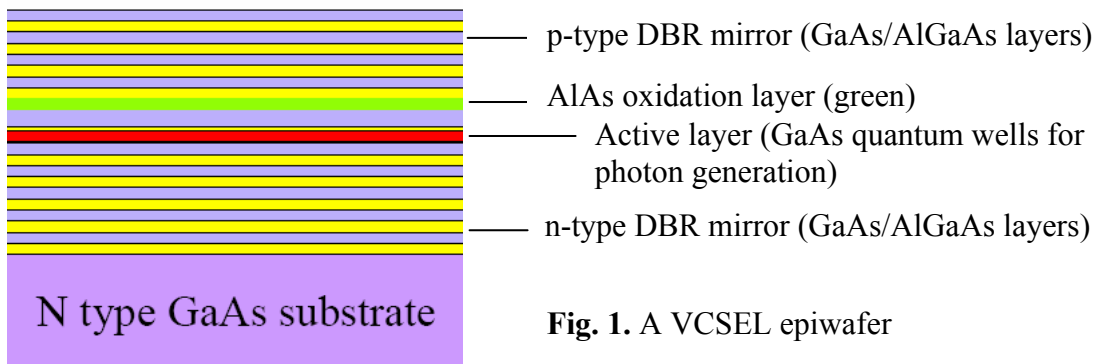 p-type DBR mirror (GaAs/AlGaAs layers)
AlAs oxidation layer (green)
Active layer (GaAs quantum wells for
photon generation)
n-type DBR mirror (GaAs/AlGaAs layers)
N type GaAs substrate
Fig. 1. A VCSEL epiwafer